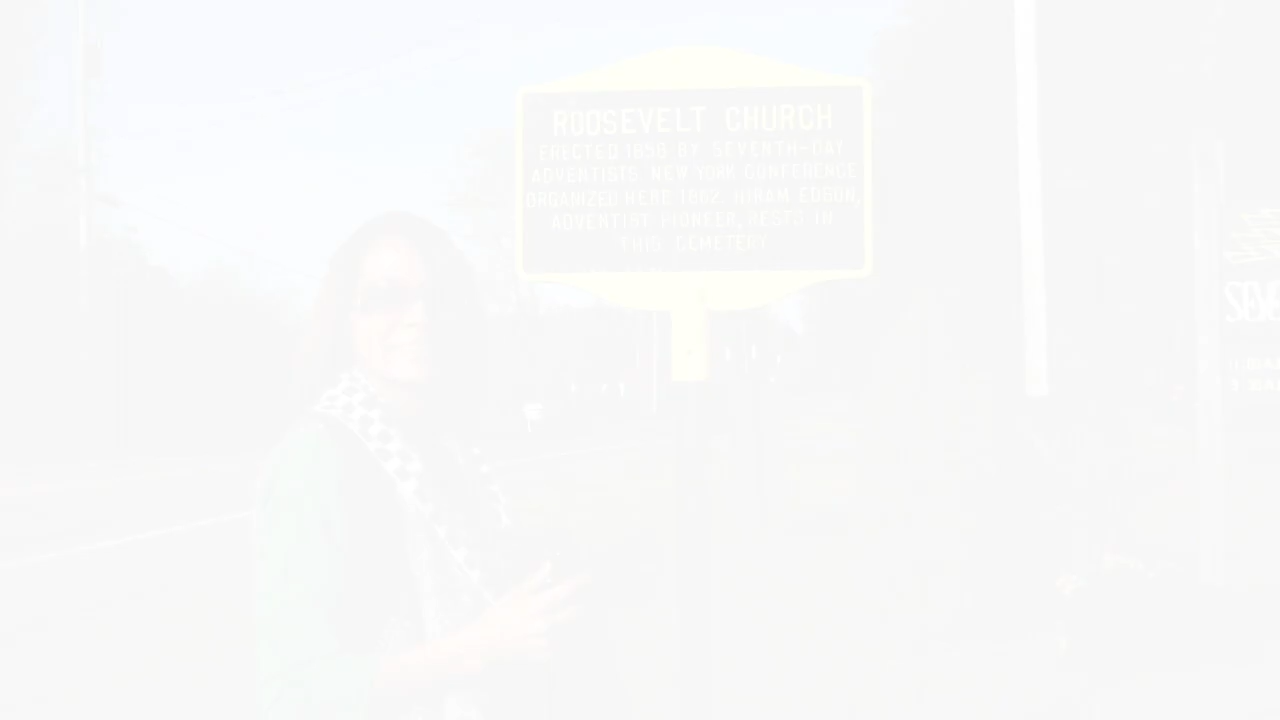 ROOSEVELT CHURCH
ERECTED 1858 BY SEVENTH-DAY
ADVENTISTS NEW YORK CONFERENCE
ORGANIZED HERE 1862. HIRAM EDSON,
ADVENTIST PIONEER, RESTS IN
THIS CEMETERY